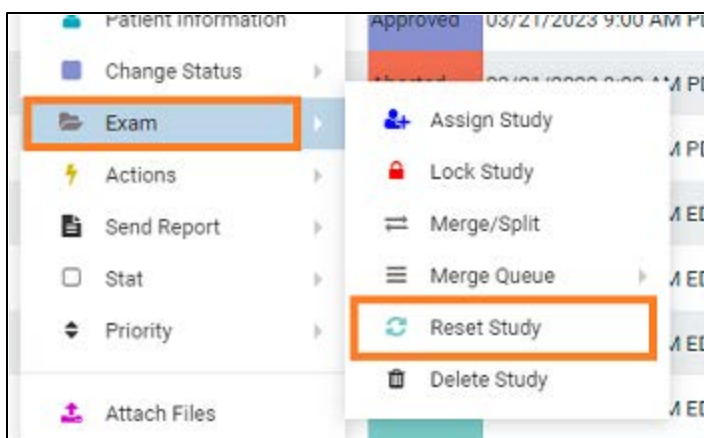 Patient Information
Approved 03/21/2023 9:00 AM
Change Status
Exam
Assign Study
Actions
Lock Study
Send Report
Merge/Split
Stat
Merge Queue
Priority
Reset Study
Delete Study
Attach Files